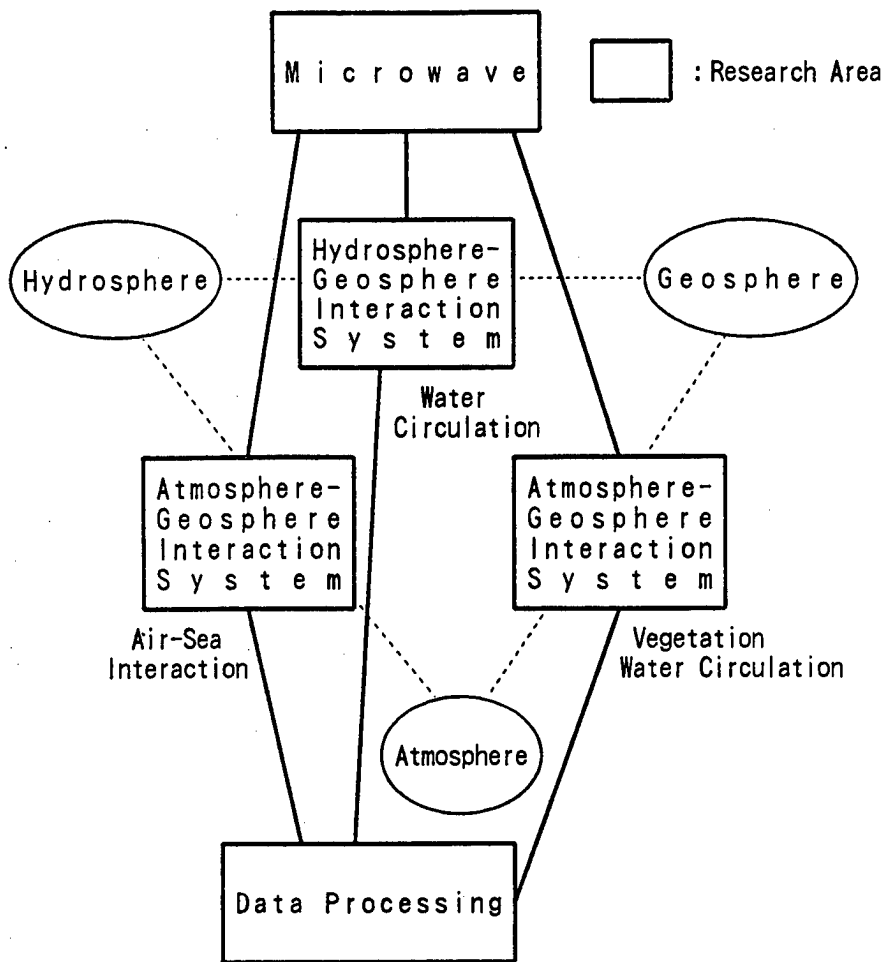 Microwave
: Research Area
Hydrosphere
Hydrosphere-
Geosphere
Interaction
System
Geosphere
Water
Circulation
Atmosphere-
Geosphere
Interaction
System
Atmosphere-
Geosphere
Interaction
System
Air-Sea
Interaction
Vegetation
Water Circulation
Atmosphere
Data Processing